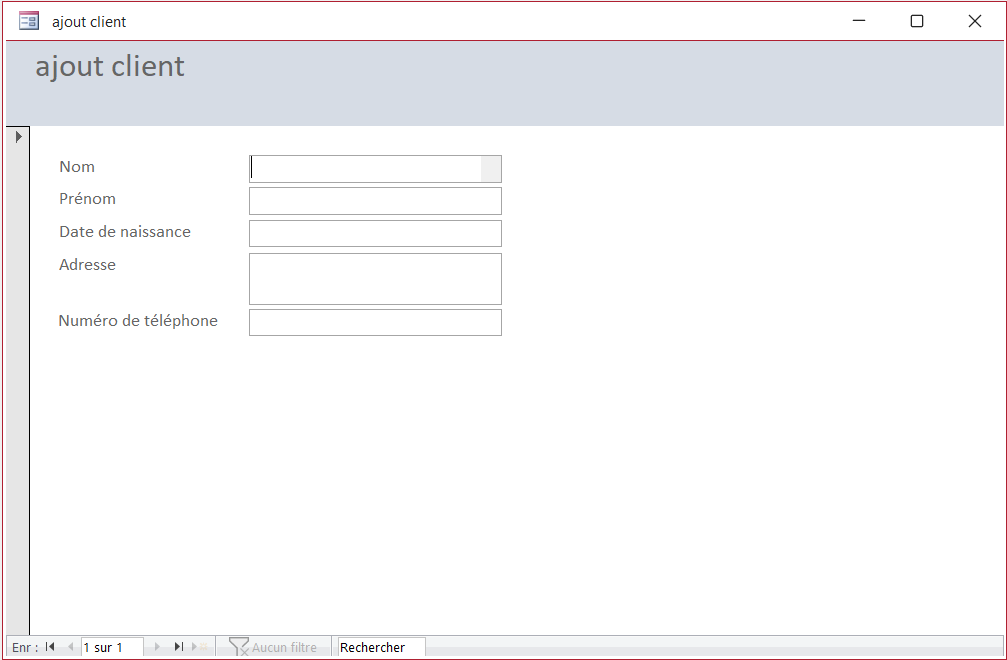 ajout client
ajout client
Nom
Prénom
Date de naissance
Adresse
Numéro de téléphone
Enr : 1 sur 1 Aucun filtre Rechercher